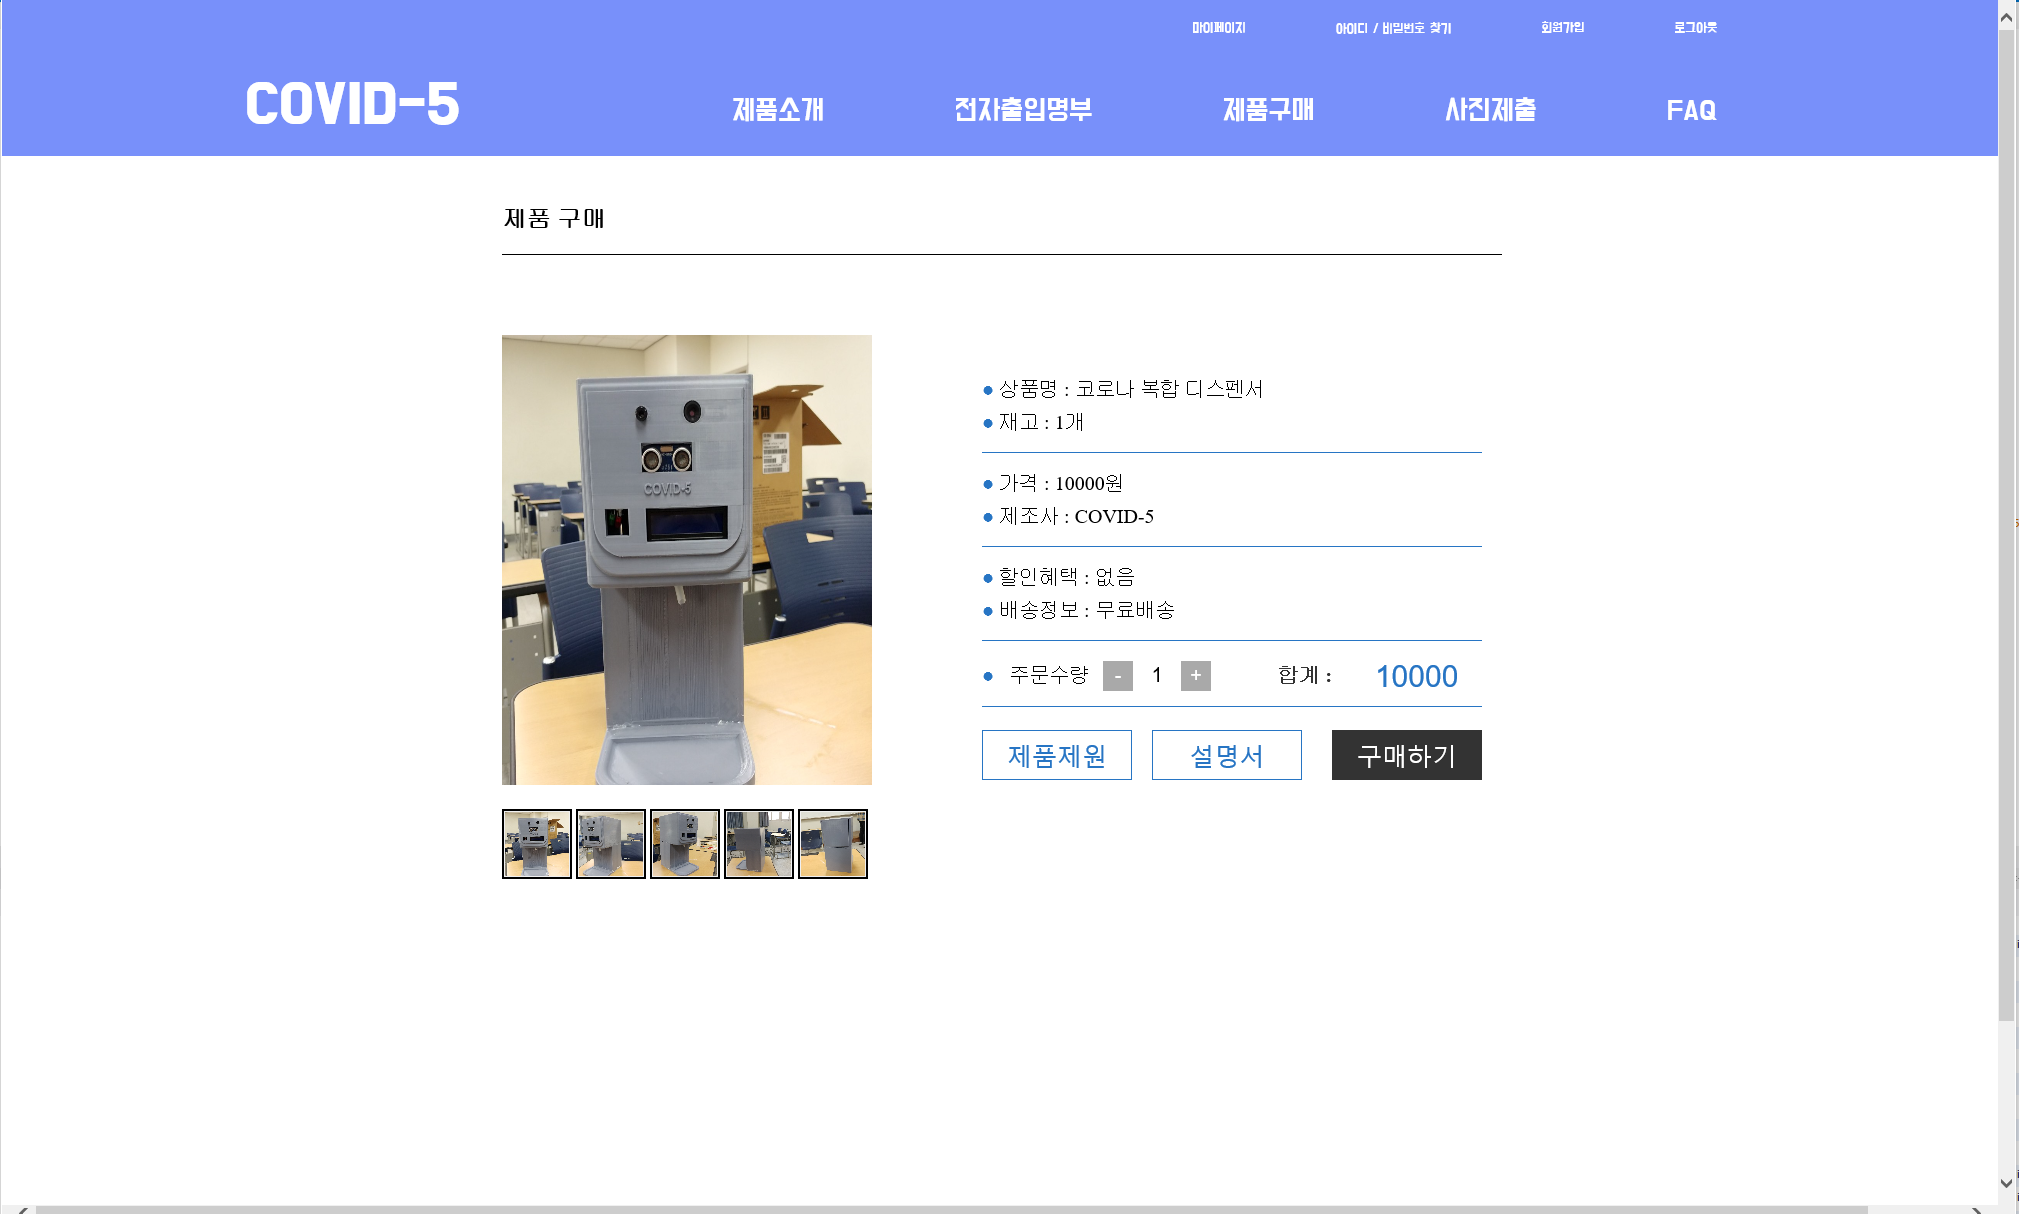 마이페이지 아이디 / 비밀번호 찾기 회원가입 로그아웃
COVID-5 제품소개 전자출입명부 제품구매 사진제출 FAQ
제품 구매
COVID-5
● 상품명 : 코로나 복합 디스펜서
● 재고 : 1개
● 가격 : 10000원
● 제조사 : COVID-5
● 할인혜택 : 없음
● 배송정보 : 무료배송
● 주문수량 - 1 + 합계 : 10000
제품제원 설명서 구매하기